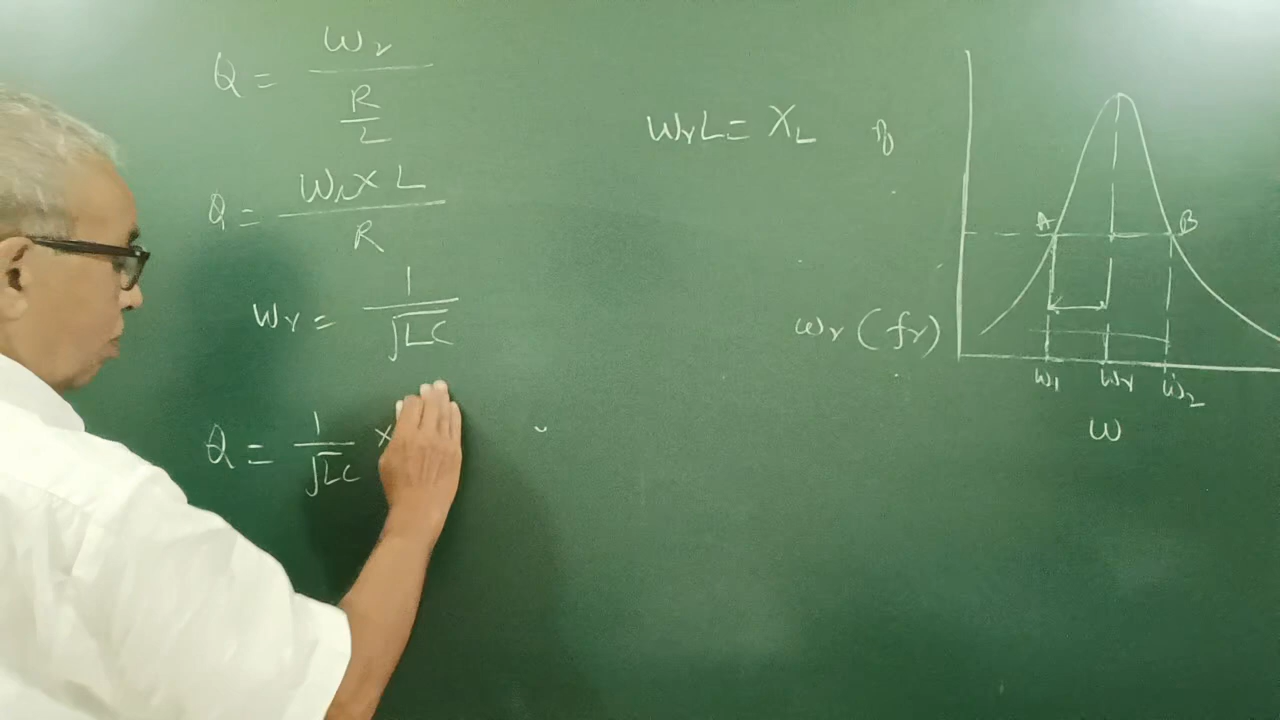 Q = ωr / (R/L)
Q = ωr × L / R
ωr = 1 / √LC
Q = 1 / √LC ×
ωrL = XL
A B
ωr (fr)
ω1 ωr ω2
ω